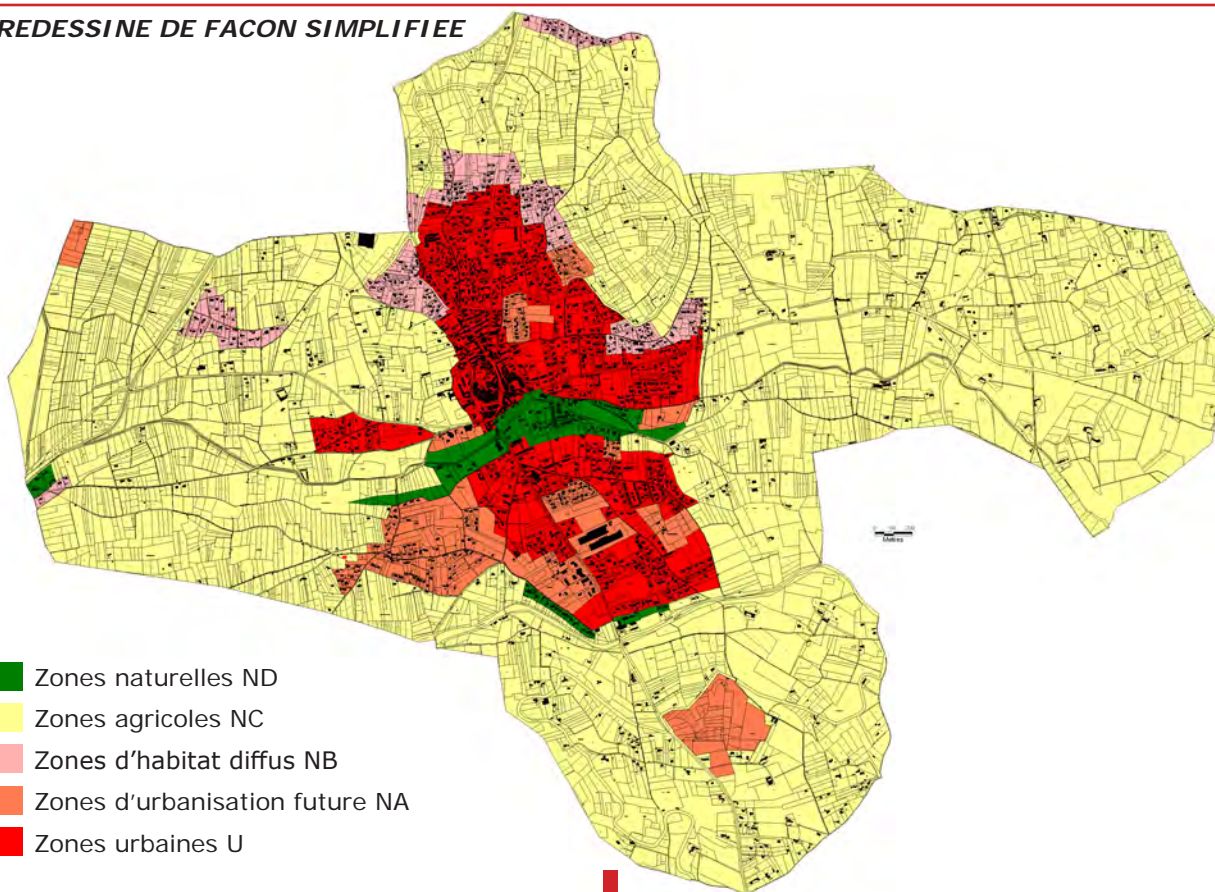 REDESSINE DE FACON SIMPLIFIEE
Mètres
Zones naturelles ND
Zones agricoles NC
Zones d'habitat diffus NB
Zones d'urbanisation future NA
Zones urbaines U